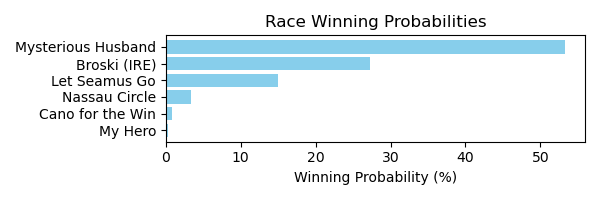 Race Winning Probabilities
Mysterious Husband
Broski (IRE)
Let Seamus Go
Nassau Circle
Cano for the Win
My Hero
0 10 20 30 40 50
Winning Probability (%)